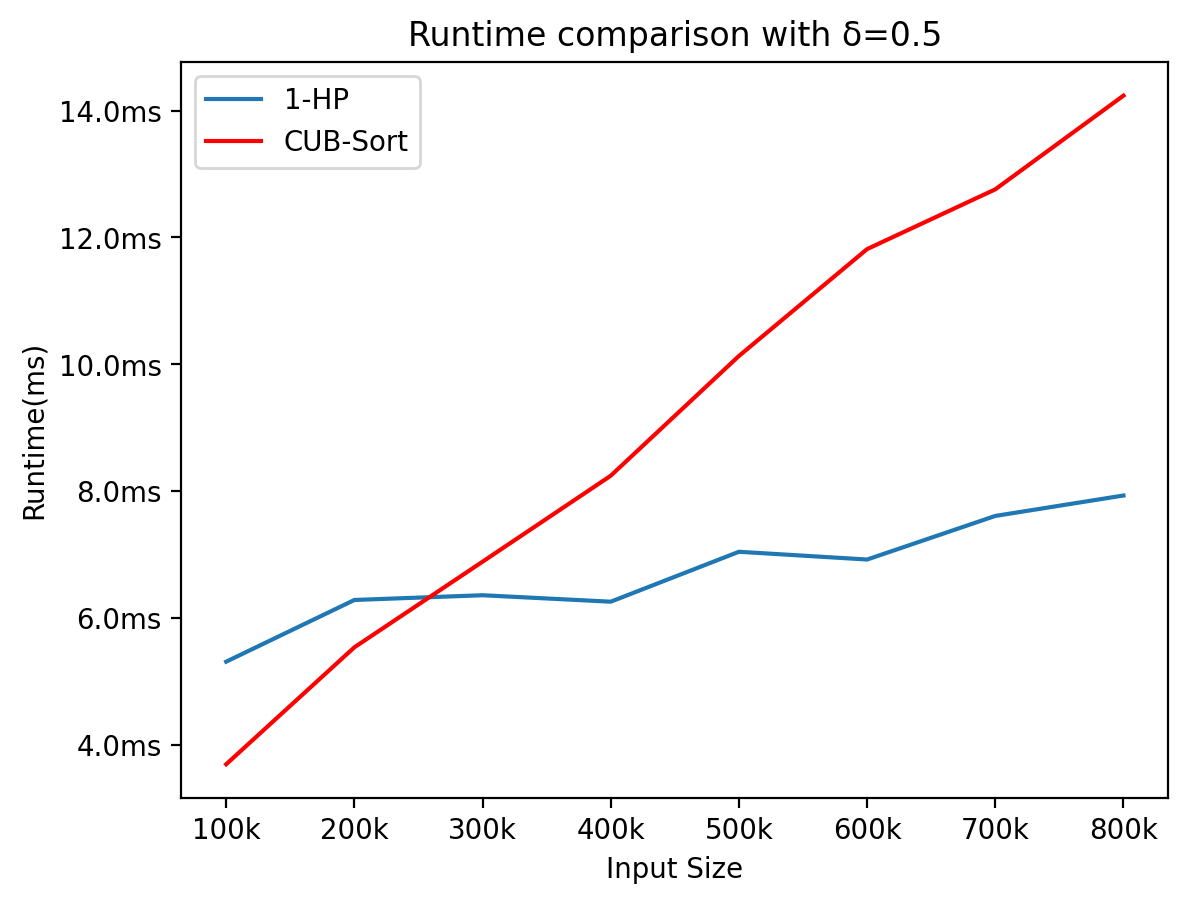 Runtime comparison with δ=0.5
1-HP
CUB-Sort
Runtime(ms)
14.0ms
12.0ms
10.0ms
8.0ms
6.0ms
4.0ms
100k 200k 300k 400k 500k 600k 700k 800k
Input Size